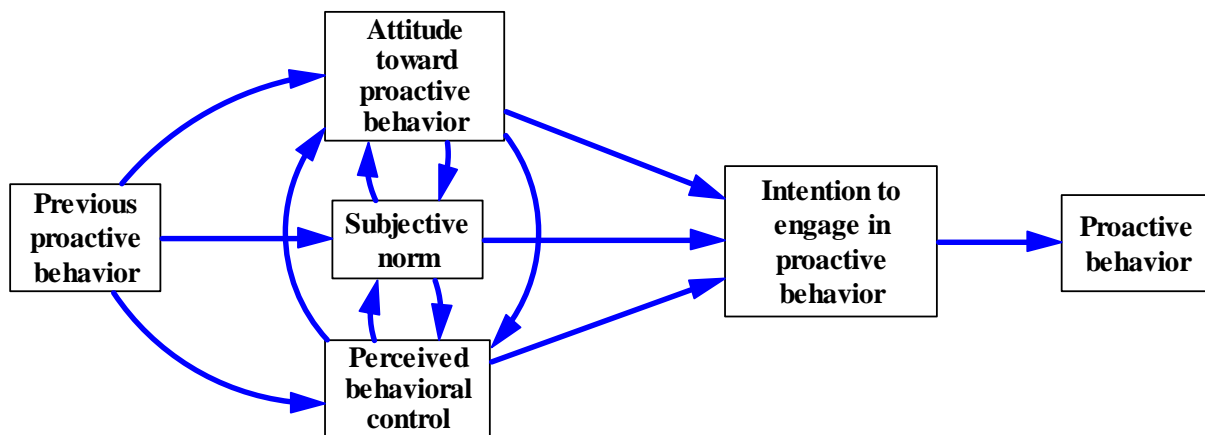 Previous
proactive
behavior
Attitude
toward
proactive
behavior
Subjective
norm
Perceived
behavioral
control
Intention to
engage in
proactive
behavior
Proactive
behavior